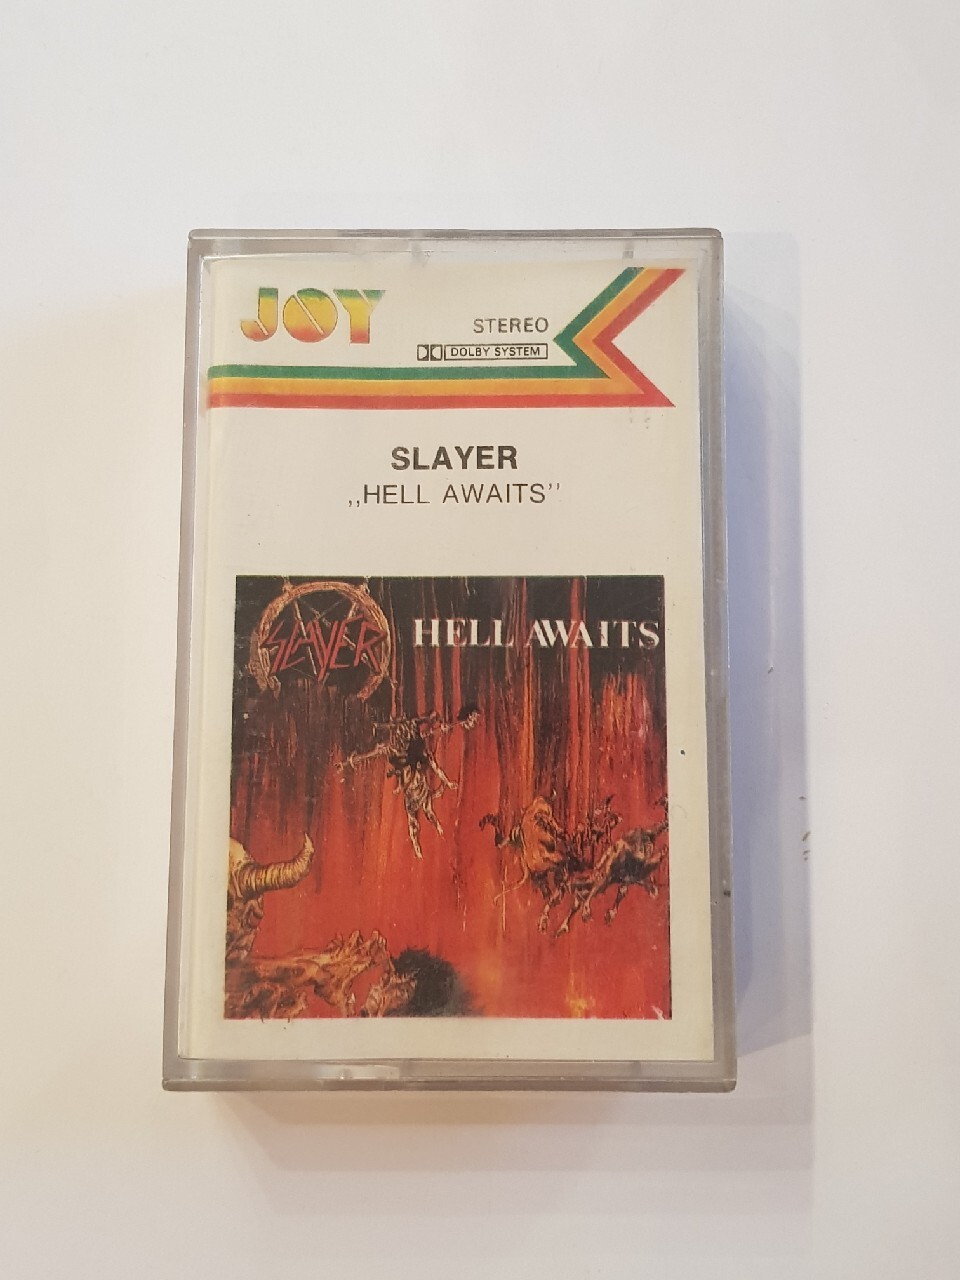 JOY
STEREO
DOLBY SYSTEM
SLAYER
,,HELL AWAITS’’
SLAYER
HELL AWAITS